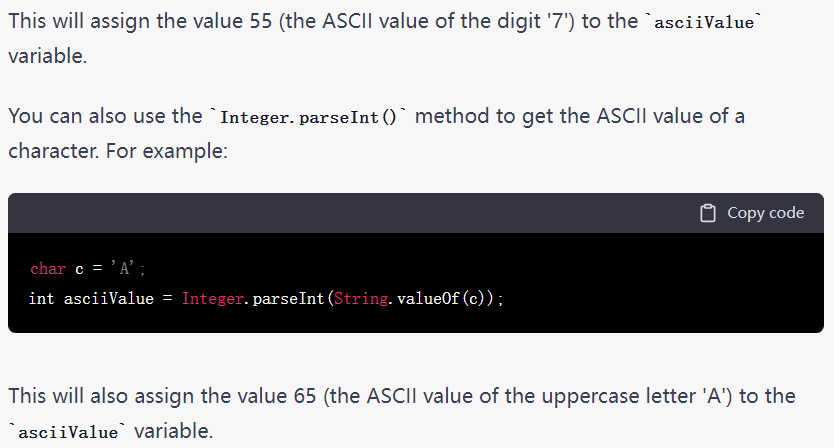 This will assign the value 55 (the ASCII value of the digit '7') to the `asciiValue`
variable.
You can also use the `Integer.parseInt()` method to get the ASCII value of a
character. For example:
Copy code
char c = 'A';
int asciiValue = Integer.parseInt(String.valueOf(c));
This will also assign the value 65 (the ASCII value of the uppercase letter 'A') to the
`asciiValue` variable.